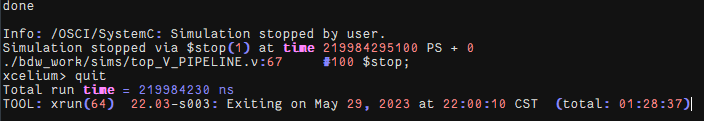 done
Info: /OSCI/SystemC: Simulation stopped by user.
Simulation stopped via $stop(1) at time 219984295100 PS + 0
./bdw_work/sims/top_V_PIPELINE.v:67     #100 $stop;
xcelium> quit
Total run time = 219984230 ns
TOOL: xrun(64)  22.03-s003: Exiting on May 29, 2023 at 22:00:10 CST  (total: 01:28:37)